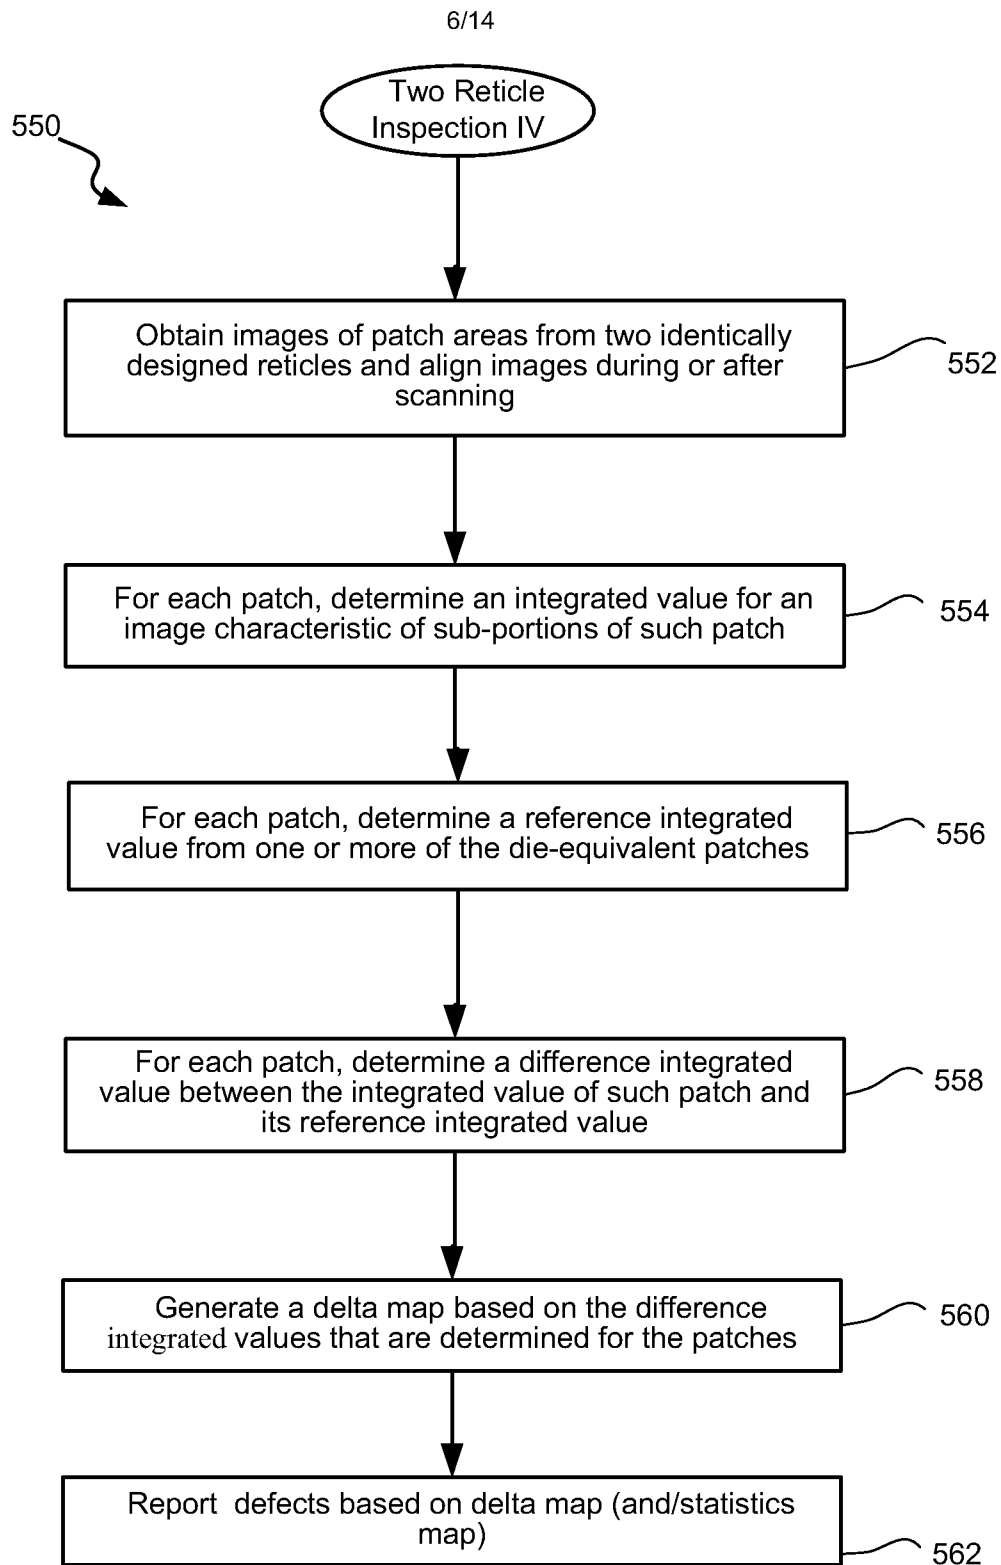 6/14
Two Reticle
Inspection IV
550
Obtain images of patch areas from two identically
designed reticles and align images during or after
scanning
552
For each patch, determine an integrated value for an
image characteristic of sub-portions of such patch
554
For each patch, determine a reference integrated
value from one or more of the die-equivalent patches
556
For each patch, determine a difference integrated
value between the integrated value of such patch and
its reference integrated value
558
Generate a delta map based on the difference
integrated values that are determined for the patches
560
Report defects based on delta map (and/statistics
map)
562